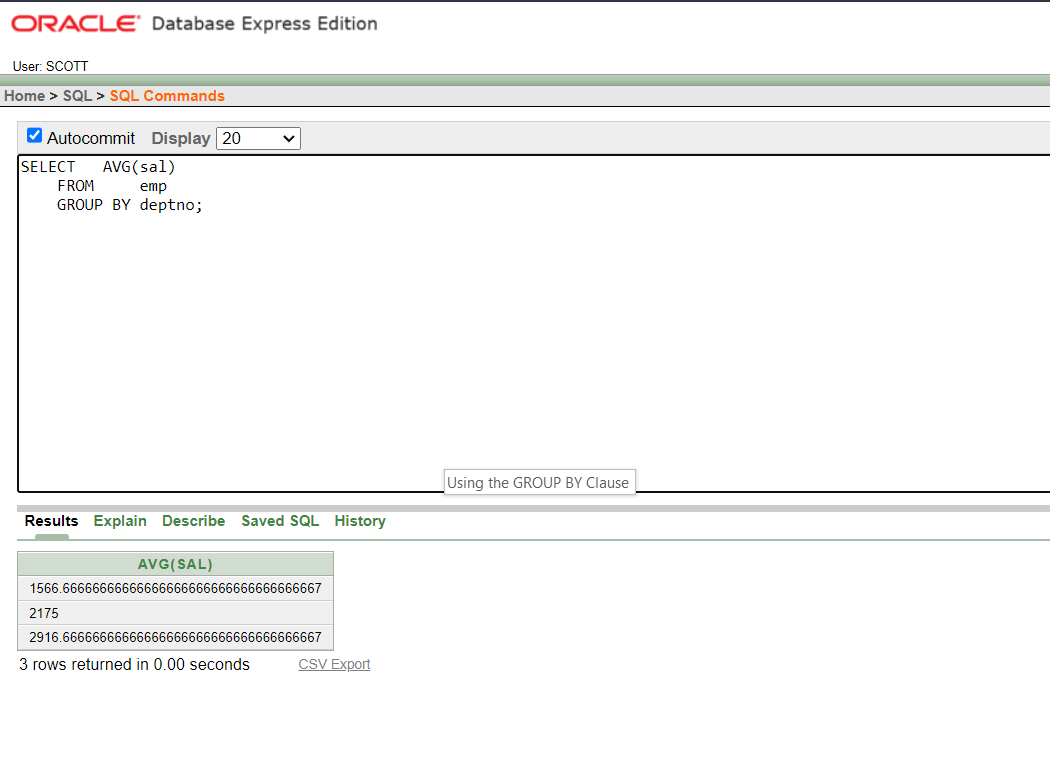 ORACLE Database Express Edition
User: SCOTT
Home > SQL > SQL Commands
Autocommit Display 20
SELECT   AVG(sal)
    FROM     emp
    GROUP BY deptno;
Using the GROUP BY Clause
Results Explain Describe Saved SQL History
AVG(SAL)
1566.66666666666666666666666666666667
2175
2916.66666666666666666666666666666667
3 rows returned in 0.00 seconds CSV Export